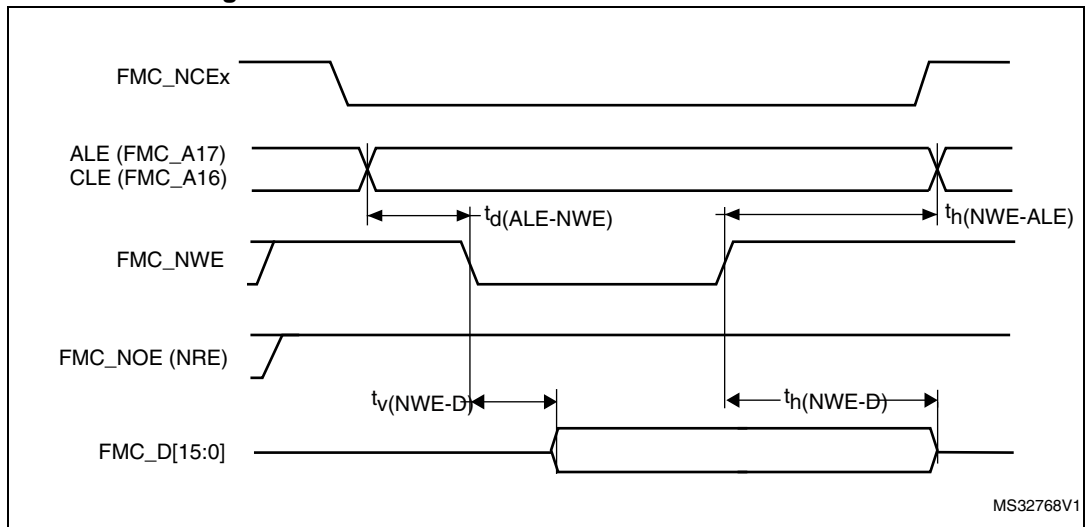 FMC_NCEx
ALE (FMC_A17)
CLE (FMC_A16)
td(ALE-NWE)
th(NWE-ALE)
FMC_NWE
FMC_NOE (NRE)
tv(NWE-D)
th(NWE-D)
FMC_D[15:0]
MS32768V1